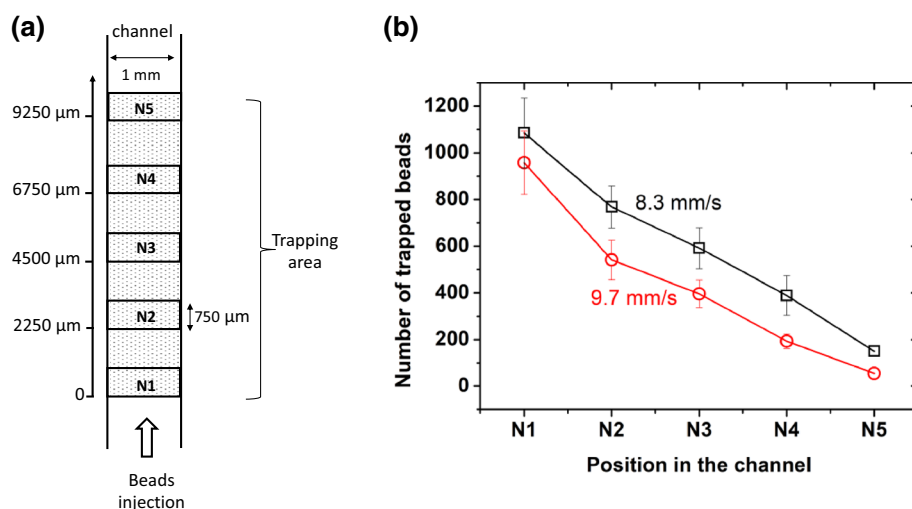 (a)
channel
1 mm
9250 µm
6750 µm
4500 µm
2250 µm
0
N5
N4
N3
N2
N1
750 µm
Trapping
area
Beads
injection
(b)
Number of trapped beads
1200
1000
800
600
400
200
0
8.3 mm/s
9.7 mm/s
N1 N2 N3 N4 N5
Position in the channel